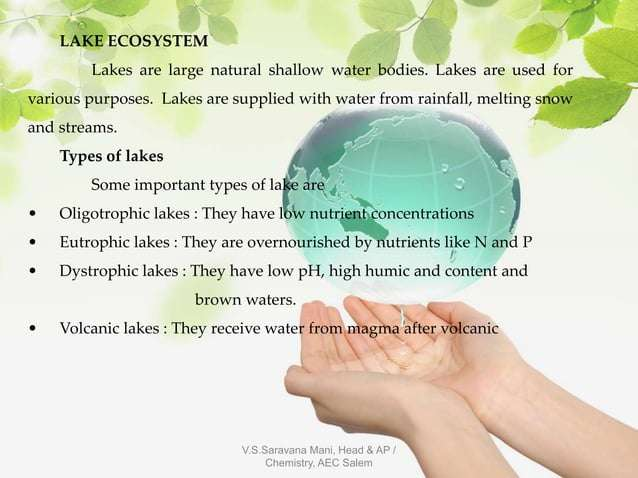 LAKE ECOSYSTEM
Lakes are large natural shallow water bodies. Lakes are used for
various purposes. Lakes are supplied with water from rainfall, melting snow
and streams.
Types of lakes
Some important types of lake are
• Oligotrophic lakes : They have low nutrient concentrations
• Eutrophic lakes : They are overnourished by nutrients like N and P
• Dystrophic lakes : They have low pH, high humic and content and
brown waters.
• Volcanic lakes : They receive water from magma after volcanic
V.S.Saravana Mani, Head & AP /
Chemistry, AEC Salem